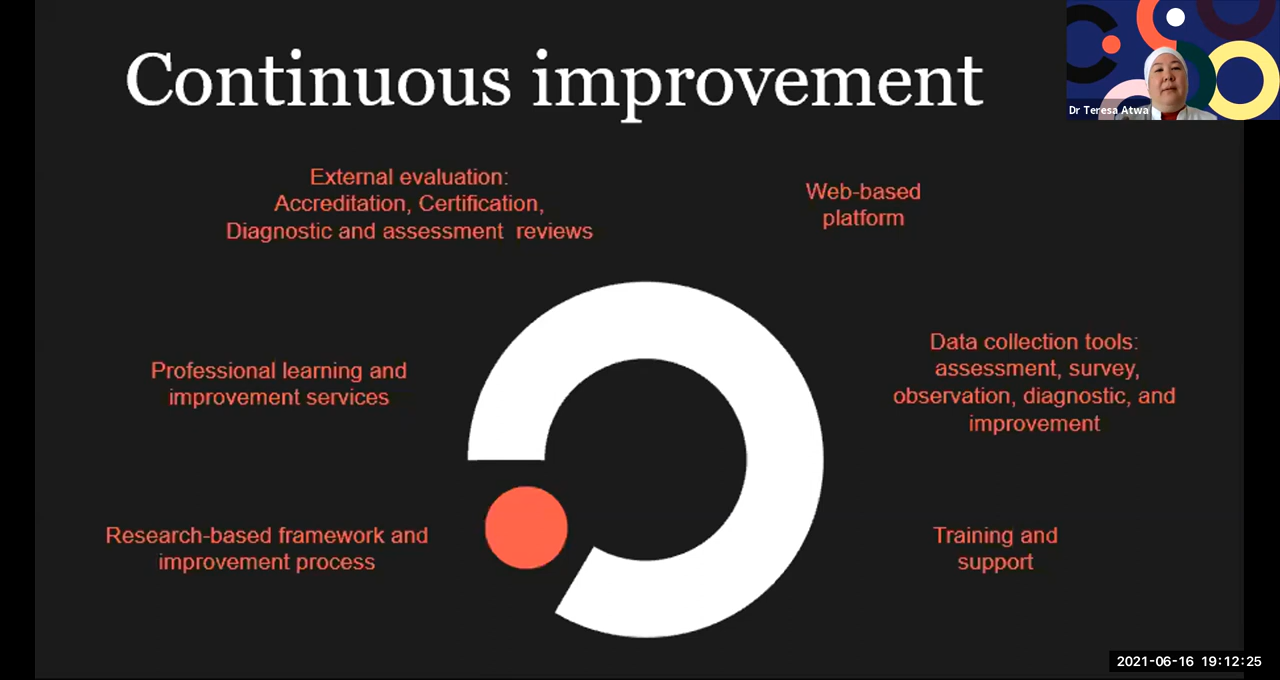 Continuous improvement
Dr Teresa Atwa
External evaluation:
Accreditation, Certification,
Diagnostic and assessment  reviews
Web-based
platform
Professional learning and
improvement services
Data collection tools:
assessment, survey,
observation, diagnostic, and
improvement
Research-based framework and
improvement process
Training and
support
2021-06-16 19:12:25